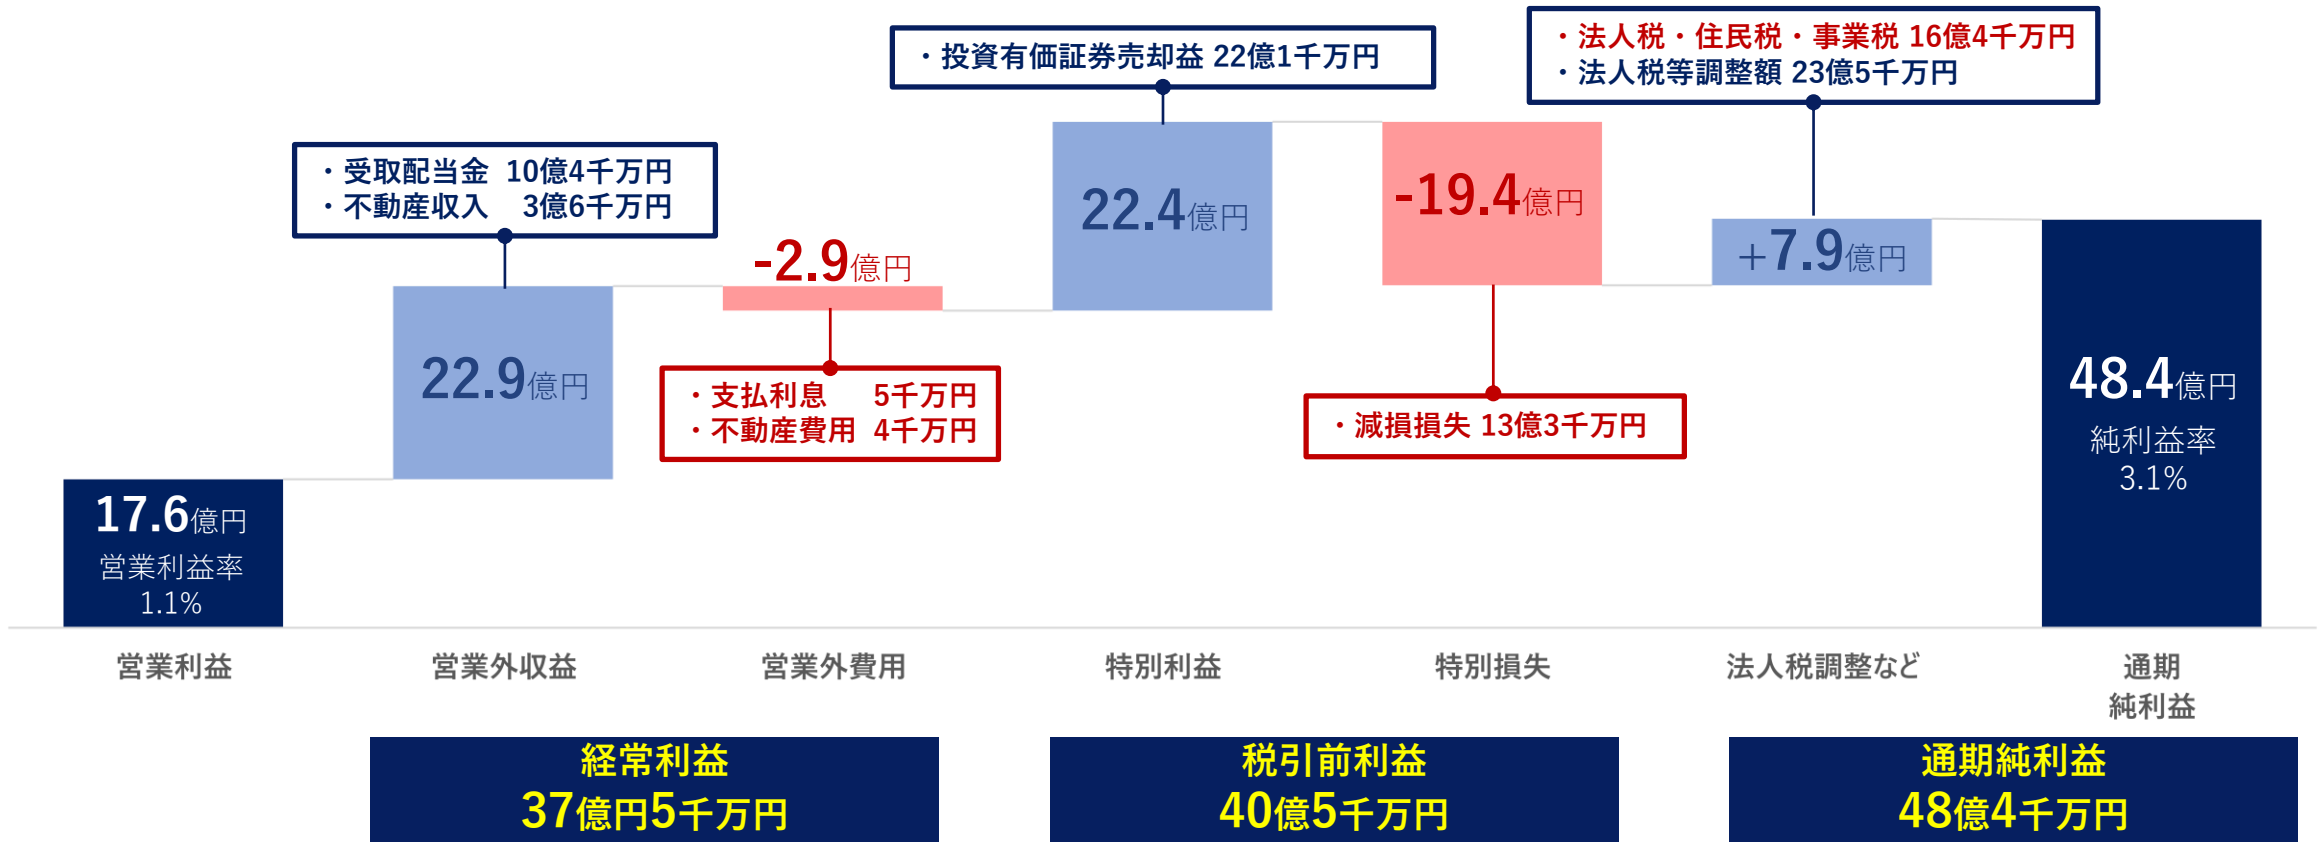 ・投資有価証券売却益 22億1千万円
・法人税・住民税・事業税 16億4千万円
・法人税等調整額 23億5千万円
・受取配当金 10億4千万円
・不動産収入 3億6千万円
22.4億円
-19.4億円
+7.9億円
-2.9億円
22.9億円
・支払利息 5千万円
・不動産費用 4千万円
・減損損失 13億3千万円
48.4億円
純利益率
3.1%
17.6億円
営業利益率
1.1%
営業利益
営業外収益
営業外費用
特別利益
特別損失
法人税調整など
通期
純利益
経常利益
37億円5千万円
税引前利益
40億5千万円
通期純利益
48億4千万円